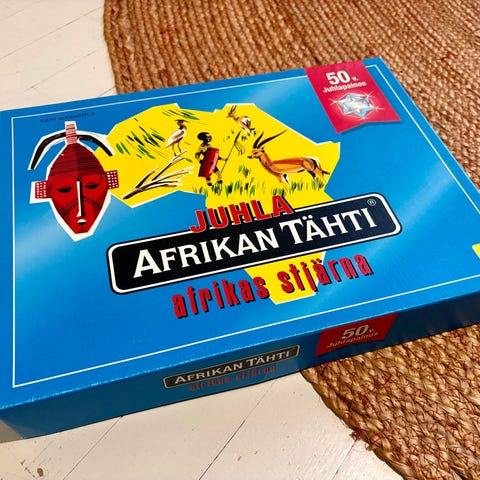 KARI MANNERLA
50 v.
Juhlapainos
JUHLA
AFRIKAN TÄHTI®
afrikas stjärna
50 v.
Juhlapainos
AFRIKAN TÄHTI
afrikas stjärna